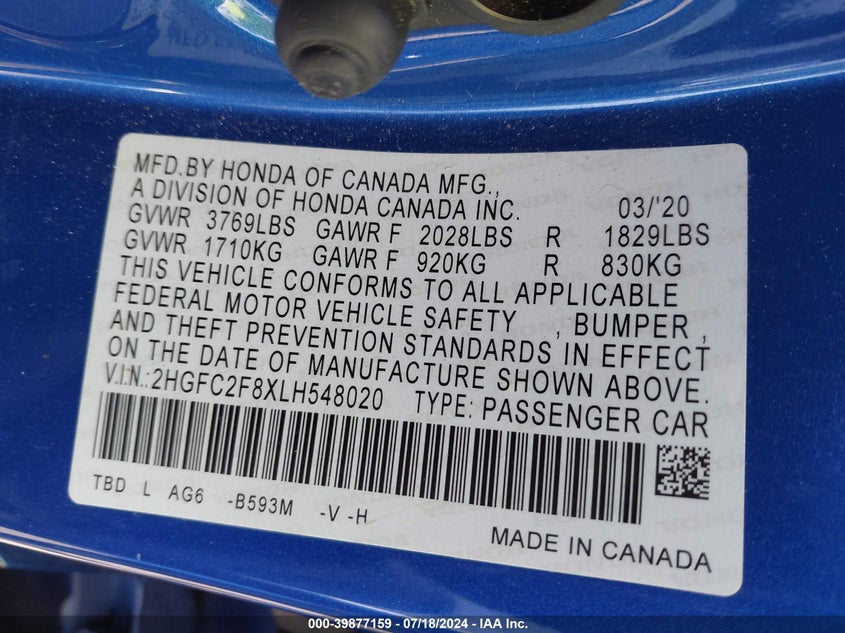 MFD.BY HONDA OF CANADA MFG.,
A DIVISION OF HONDA CANADA INC. 03/'20
GVWR 3769LBS GAWR F 2028LBS R 1829LBS
GVWR 1710KG GAWR F 920KG R 830KG
THIS VEHICLE CONFORMS TO ALL APPLICABLE
FEDERAL MOTOR VEHICLE SAFETY , BUMPER ,
AND THEFT PREVENTION STANDARDS IN EFFECT
ON THE DATE OF MANUFACTURE SHOWN ABOVE.
V.I.N.:2HGFC2F8XLH548020 TYPE: PASSENGER CAR
TBD L AG6 -B593M -V -H
MADE IN CANADA
000-39877159 - 07/18/2024 - IAA Inc.